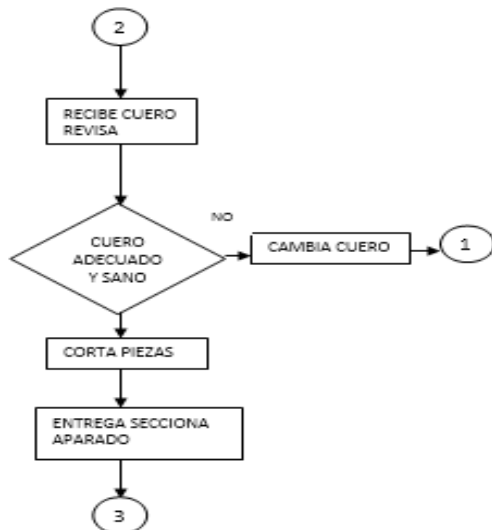 2
RECIBE CUERO
REVISA
NO
CUERO
ADECUADO
Y SANO
CAMBIA CUERO
1
CORTA PIEZAS
ENTREGA SECCIONA
APARADO
3